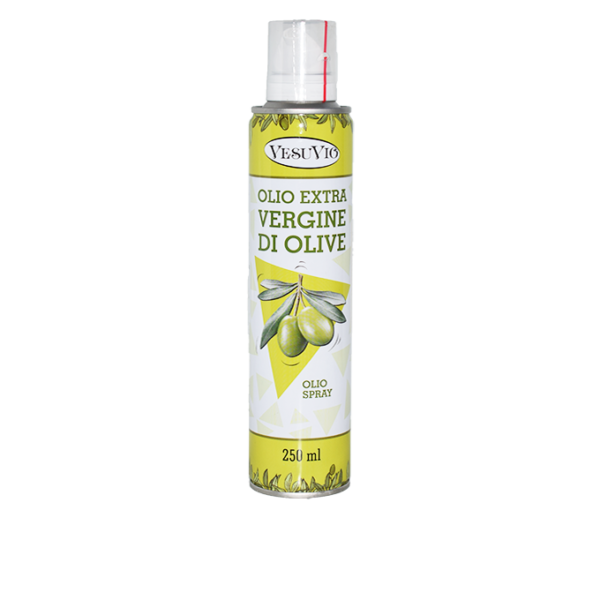 VESUVIO
OLIO EXTRA
VERGINE
DI OLIVE
OLIO
SPRAY
250 ml